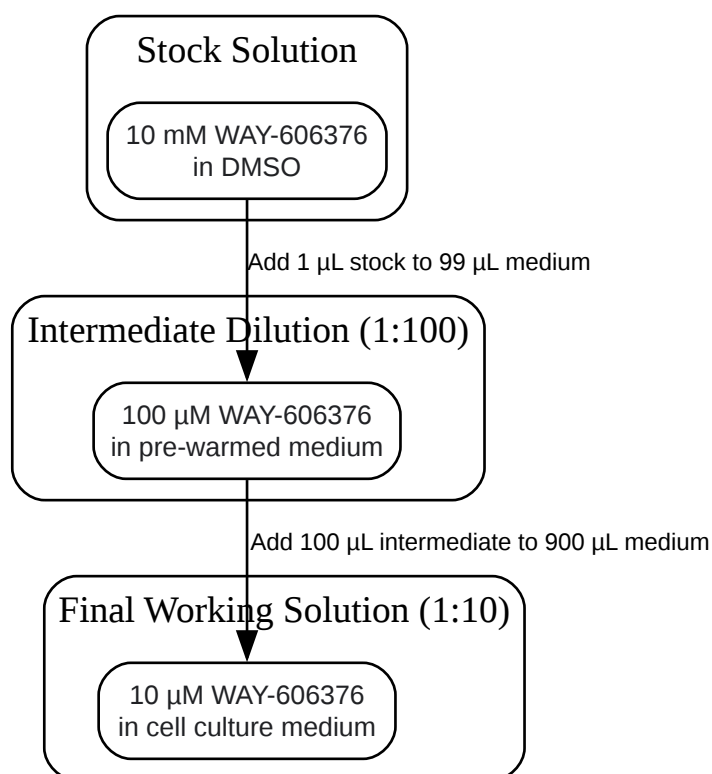 Stock Solution
10 mM WAY-606376
in DMSO
Add 1 µL stock to 99 µL medium
Intermediate Dilution (1:100)
100 µM WAY-606376
in pre-warmed medium
Add 100 µL intermediate to 900 µL medium
Final Working Solution (1:10)
10 µM WAY-606376
in cell culture medium